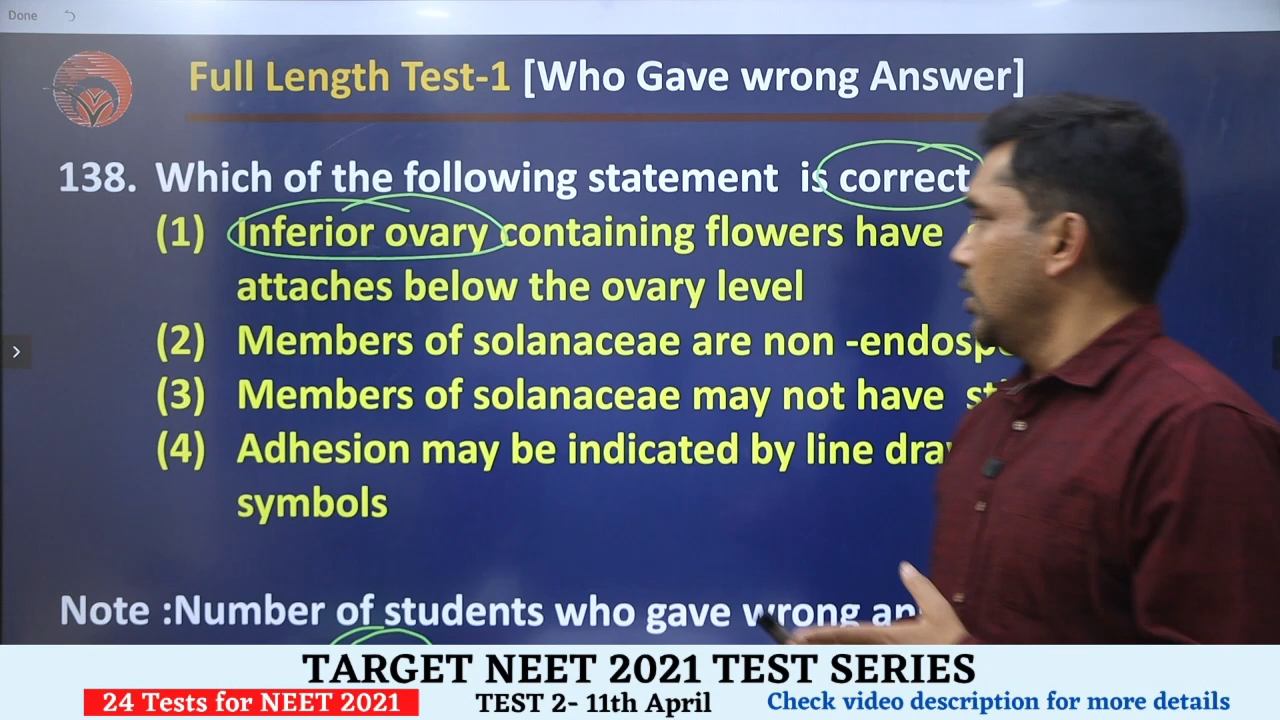 Done
Full Length Test-1 [Who Gave wrong Answer]
138. Which of the following statement is correct
(1) Inferior ovary containing flowers have
attaches below the ovary level
(2) Members of solanaceae are non -endosp
(3) Members of solanaceae may not have
(4) Adhesion may be indicated by line
symbols
Note :Number of students who gave wrong
TARGET NEET 2021 TEST SERIES
24 Tests for NEET 2021
TEST 2- 11th April
Check video description for more details